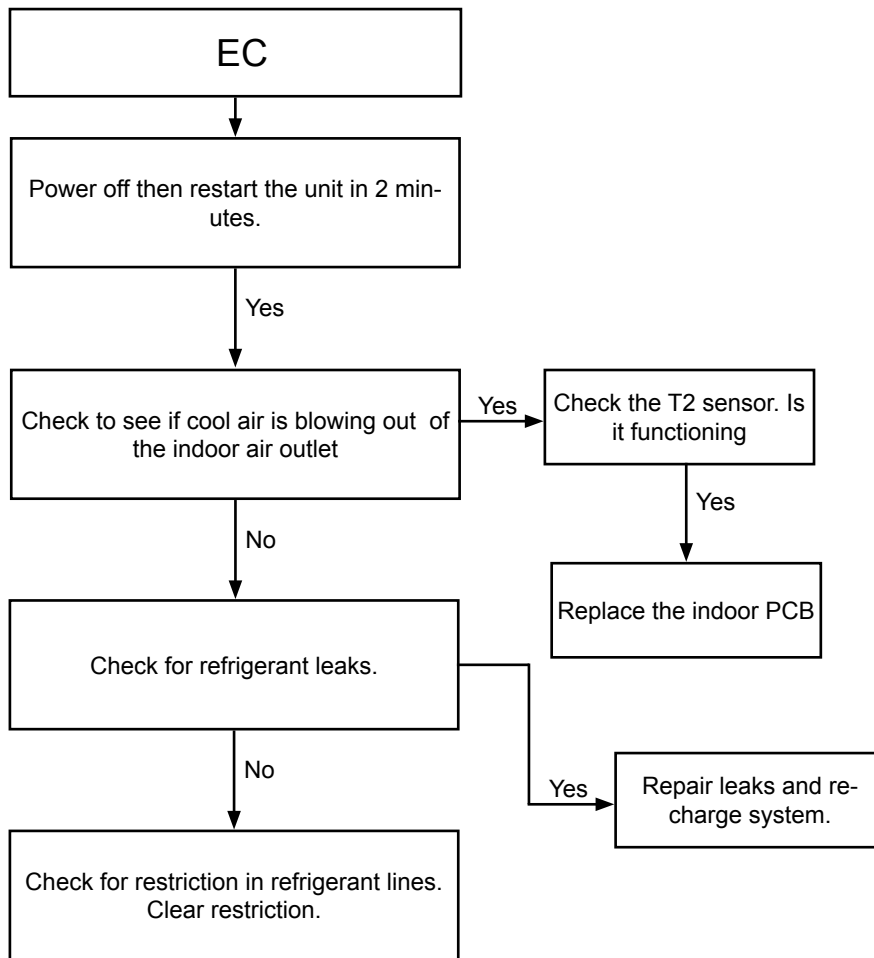 EC
Power off then restart the unit in 2 min-
utes.
Yes
Check to see if cool air is blowing out of
the indoor air outlet
Yes
Check the T2 sensor. Is
it functioning
Yes
Replace the indoor PCB
No
Check for refrigerant leaks.
Yes
Repair leaks and re-
charge system.
No
Check for restriction in refrigerant lines.
Clear restriction.